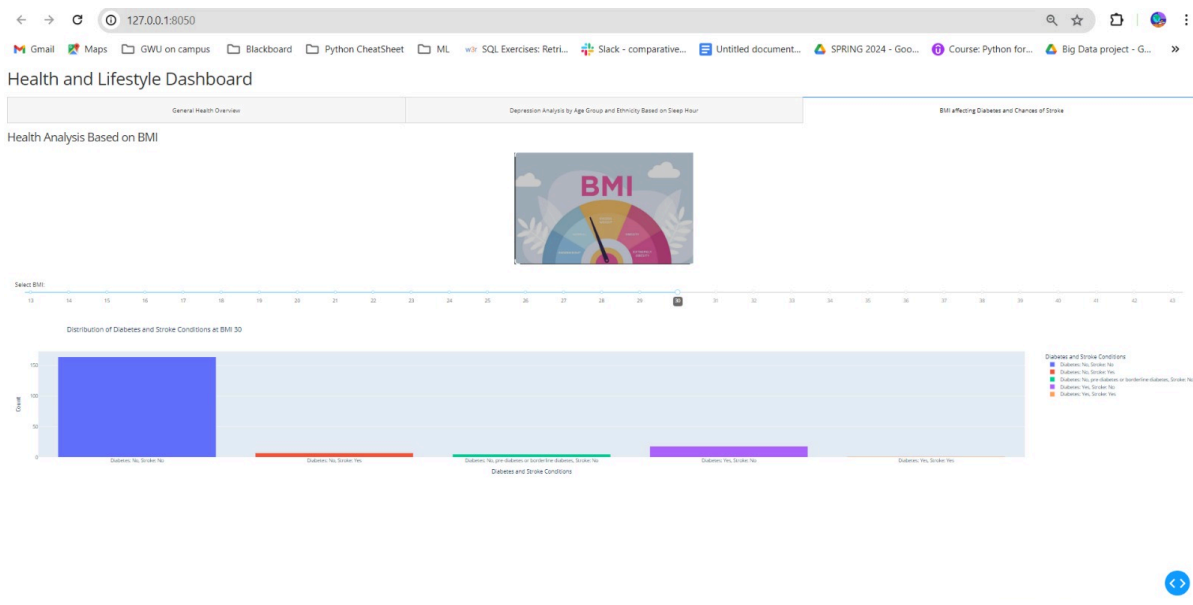 127.0.0.1:8050
Gmail Maps GWU on campus Blackboard Python CheatSheet ML w3r SQL Exercises: Retri... Slack - comparative... Untitled document... SPRING 2024 - Goo... Course: Python for... Big Data project - G... »
Health and Lifestyle Dashboard
General Health Overview Depression Analysis by Age Group and Ethnicity Based on Sleep Hour BMI affecting Diabetes and Chances of Stroke
Health Analysis Based on BMI
BMI
Select BMI:
13 14 15 16 17 18 19 20 21 22 23 24 25 26 27 28 29 30 31 32 33 34 35 36 37 38 39 40 41 42 43
Distribution of Diabetes and Stroke Conditions at BMI 30
Diabetes and Stroke Conditions
Diabetes: No, Stroke: No
Diabetes: No, Stroke: Yes
Diabetes: No, pre-diabetes or borderline diabetes, Stroke: No
Diabetes: Yes, Stroke: No
Diabetes: Yes, Stroke: Yes
150
100
50
0
Count
Diabetes: No, Stroke: No Diabetes: No, Stroke: Yes Diabetes: No, pre-diabetes or borderline diabetes, Stroke: No Diabetes: Yes, Stroke: No Diabetes: Yes, Stroke: Yes
Diabetes and Stroke Conditions